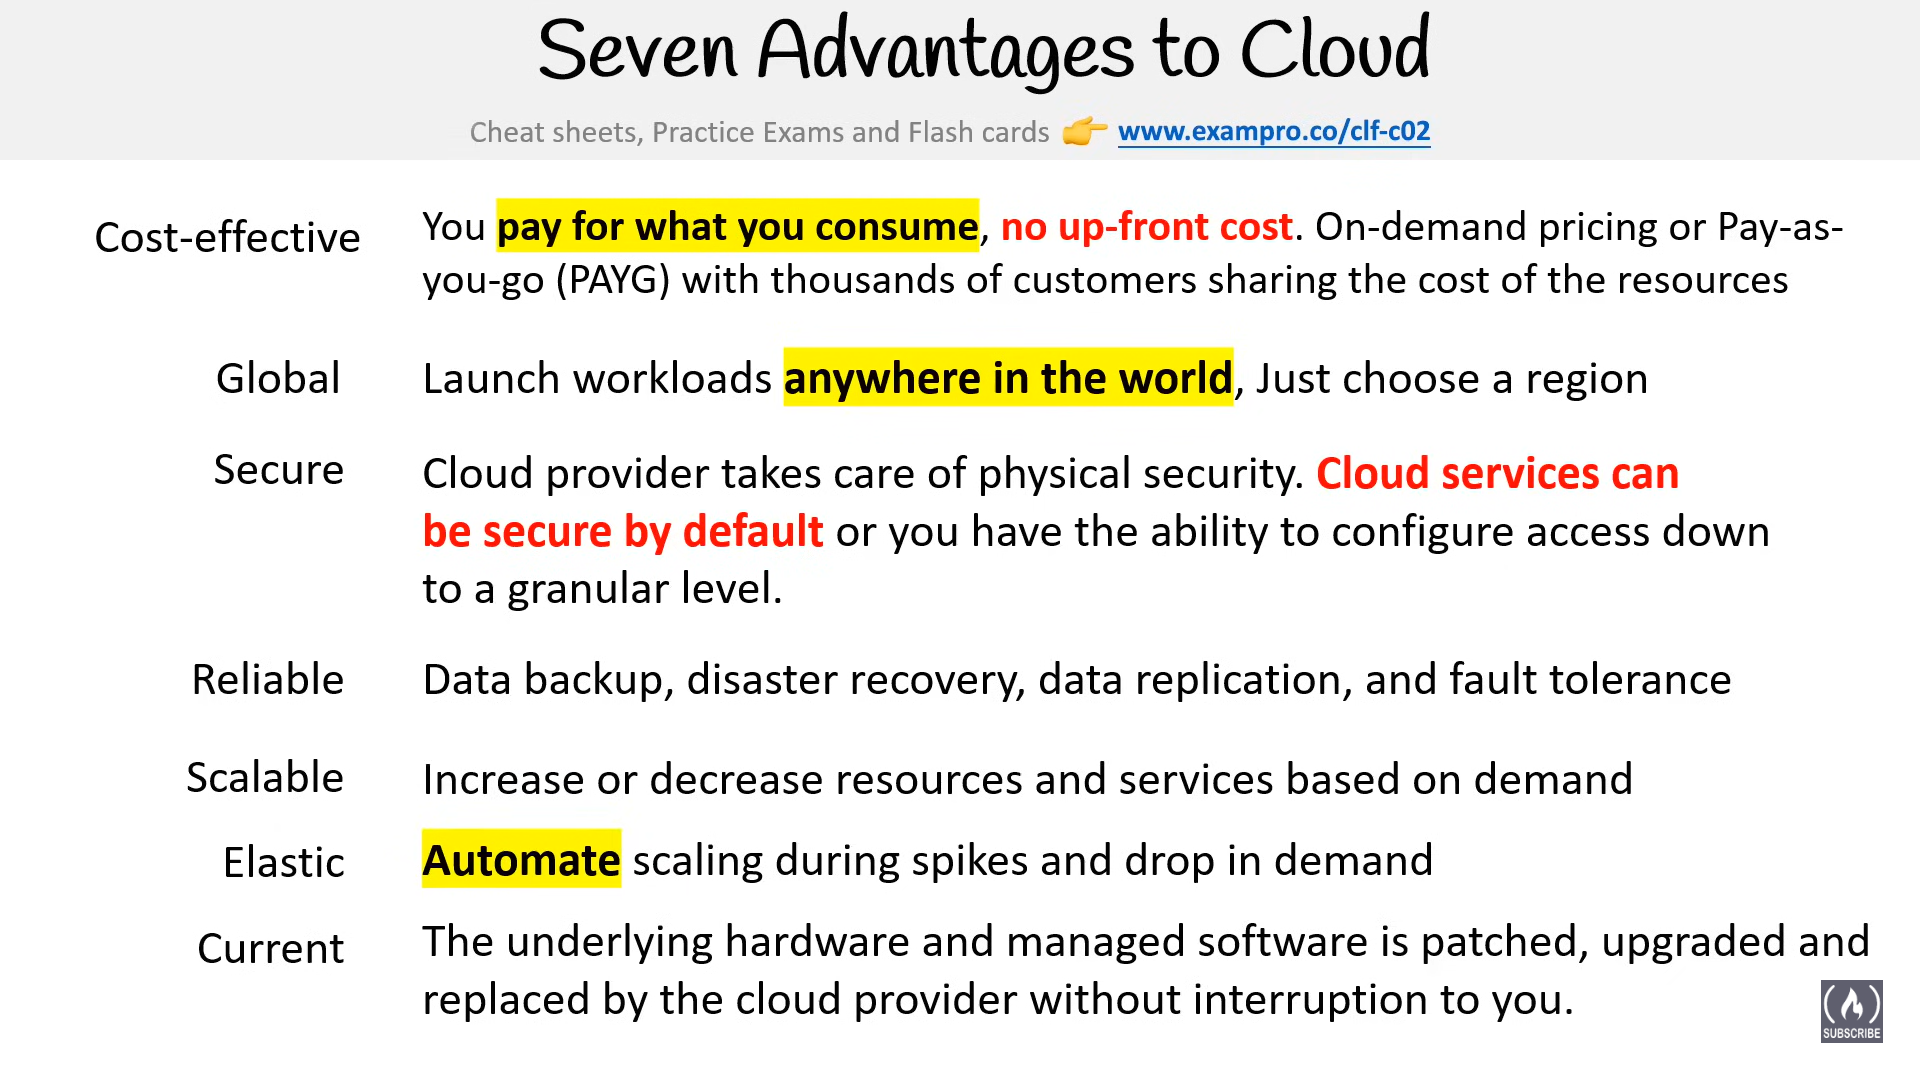 Seven Advantages to Cloud
Cheat sheets, Practice Exams and Flash cards 👉 www.exampro.co/clf-c02
Cost-effective
You pay for what you consume, no up-front cost. On-demand pricing or Pay-as-
you-go (PAYG) with thousands of customers sharing the cost of the resources
Global
Launch workloads anywhere in the world, Just choose a region
Secure
Cloud provider takes care of physical security. Cloud services can
be secure by default or you have the ability to configure access down
to a granular level.
Reliable
Data backup, disaster recovery, data replication, and fault tolerance
Scalable
Increase or decrease resources and services based on demand
Elastic
Automate scaling during spikes and drop in demand
Current
The underlying hardware and managed software is patched, upgraded and
replaced by the cloud provider without interruption to you.
SUBSCRIBE